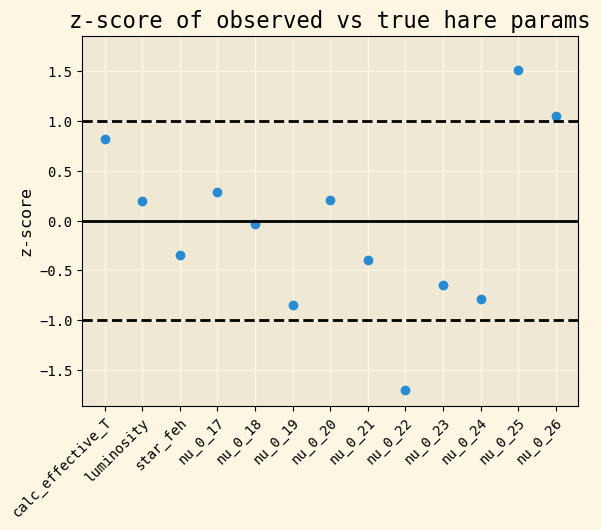 z-score of observed vs true hare params
z-score
1.5
1.0
0.5
0.0
−0.5
−1.0
−1.5
calc_effective_T
luminosity
star_feh
nu_0_17
nu_0_18
nu_0_19
nu_0_20
nu_0_21
nu_0_22
nu_0_23
nu_0_24
nu_0_25
nu_0_26